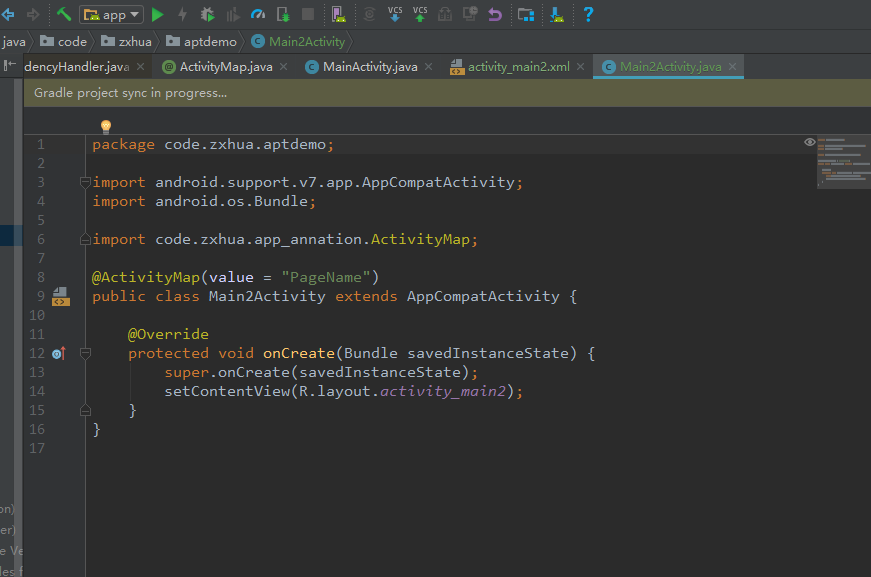 app
VCS VCS
java code zxhua aptdemo Main2Activity
dencyHandler.java ActivityMap.java MainActivity.java activity_main2.xml Main2Activity.java
Gradle project sync in progress...
1 package code.zxhua.aptdemo;
2
3 import android.support.v7.app.AppCompatActivity;
4 import android.os.Bundle;
5
6 import code.zxhua.app_annation.ActivityMap;
7
8 @ActivityMap(value = "PageName")
9 public class Main2Activity extends AppCompatActivity {
10
11 @Override
12 protected void onCreate(Bundle savedInstanceState) {
13 super.onCreate(savedInstanceState);
14 setContentView(R.layout.activity_main2);
15 }
16 }
17
on)
er)
e Ve
les f